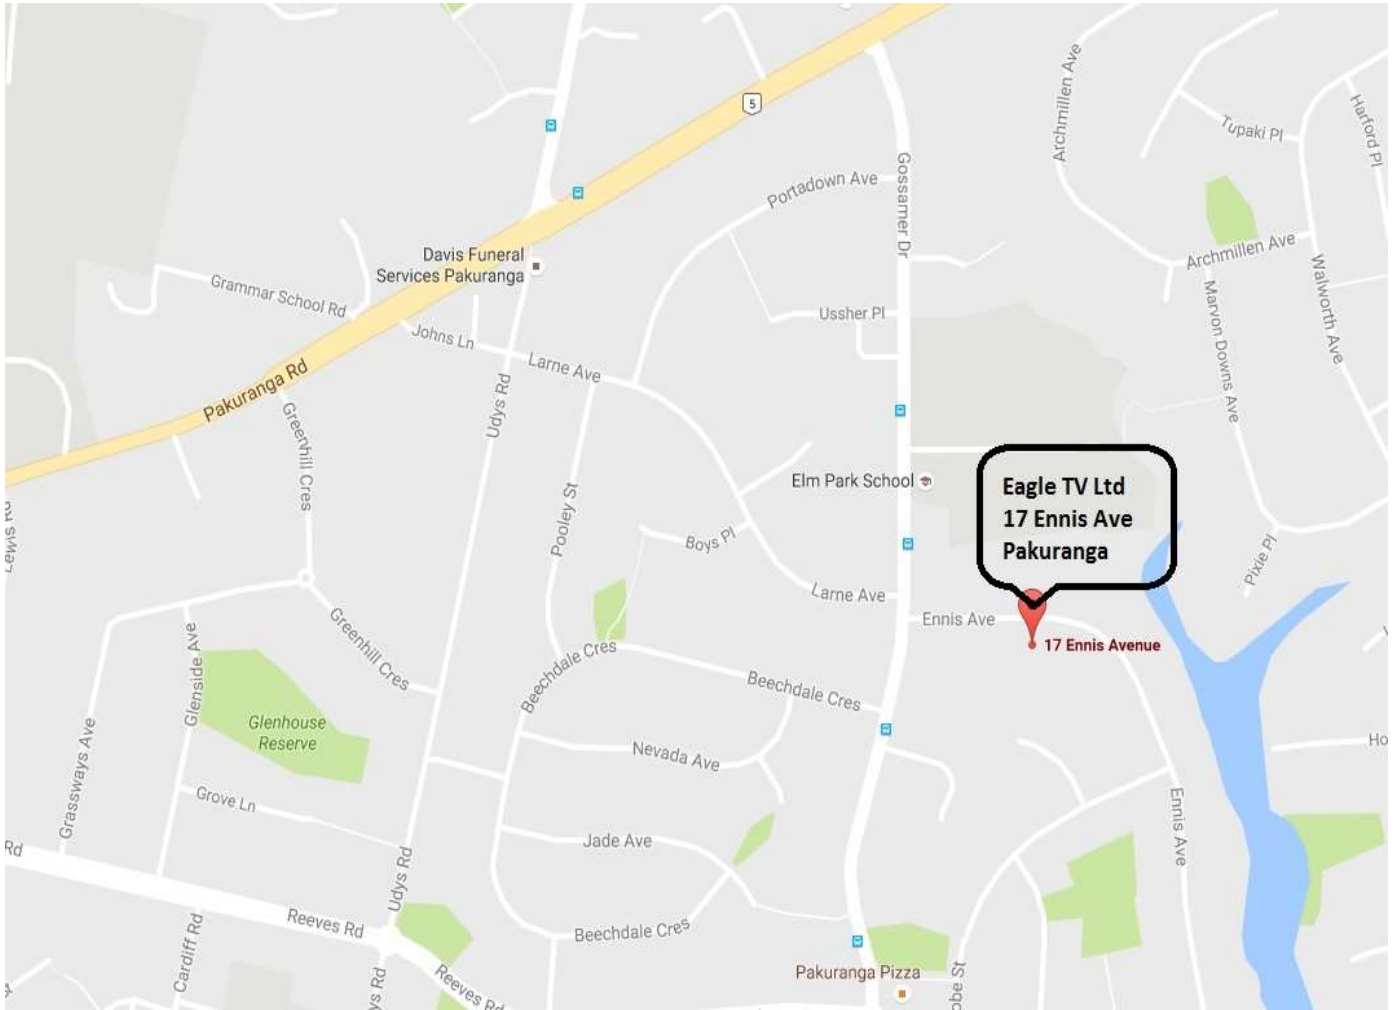 5
Archmillen Ave
Tupaki Pl
Harford Pl
Gossamer Dr
Portadown Ave
Davis Funeral
Services Pakuranga
Archmillen Ave
Walworth Ave
Grammar School Rd
Marvon Downs Ave
Ussher Pl
Johns Ln
Larne Ave
Pakuranga Rd
Udys Rd
Greenhill Cres
Elm Park School
Eagle TV Ltd
17 Ennis Ave
Pakuranga
Pooley St
Boys Pl
Pixie Pl
Larne Ave
Ennis Ave
17 Ennis Avenue
Greenhill Cres
Glenside Ave
Beechdale Cres
Beechdale Cres
Glenhouse
Reserve
Nevada Ave
Grassways Ave
Grove Ln
Ennis Ave
Jade Ave
Rd
Udys Rd
Reeves Rd
Beechdale Cres
Cardiff Rd
Reeves Rd
Pakuranga Pizza